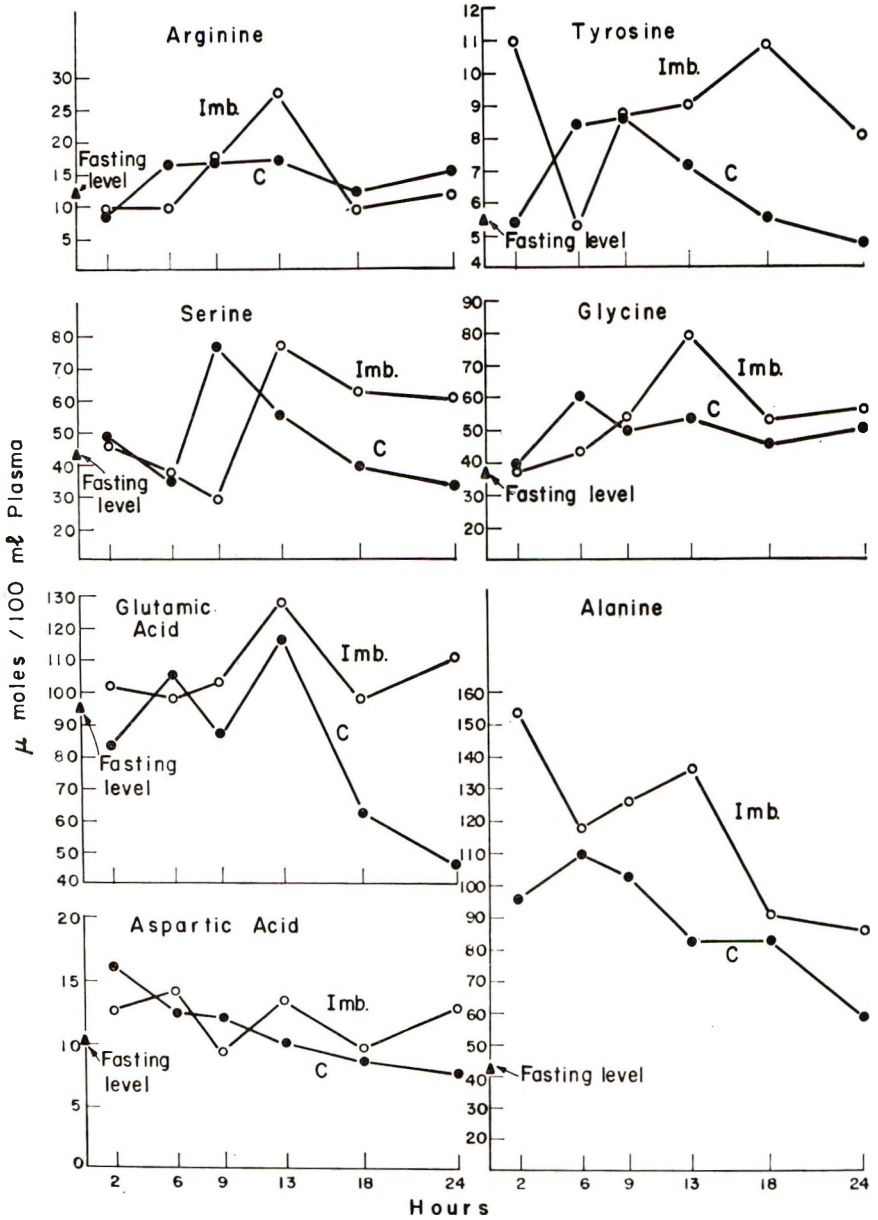 Arginine
30
25
20
15
10
5
Imb.
C
Fasting
level
Tyrosine
12
11
10
9
8
7
6
5
4
Imb.
C
Fasting level
Serine
80
70
60
50
40
30
20
Imb.
C
Fasting
level
Glycine
90
80
70
60
50
40
30
20
Imb.
C
Fasting level
μ moles /100 mℓ Plasma
Glutamic
Acid
130
120
110
100
90
80
70
60
50
40
Imb.
C
Fasting
level
Alanine
160
150
140
130
120
110
100
90
80
70
60
50
40
30
20
Imb.
C
Fasting level
Aspartic Acid
20
15
10
5
0
Imb.
C
Fasting
level
2 6 9 13 18 24
2 6 9 13 18 24
Hours